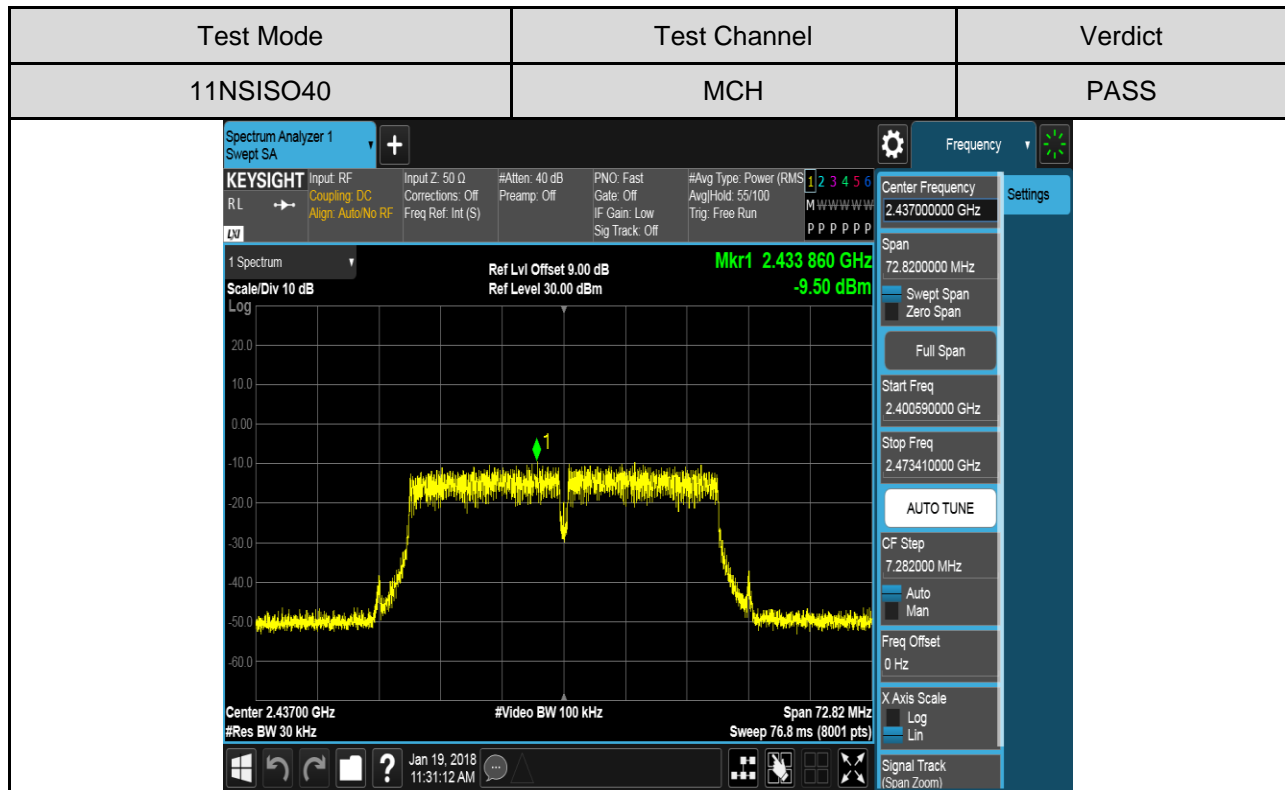 Test Mode Test Channel Verdict
11NSISO40 MCH PASS
Spectrum Analyzer 1
Swept SA
+
Frequency
KEYSIGHT
RL
LXI
Input: RF
Coupling: DC
Align: Auto/No RF
Input Z: 50 Ω
Corrections: Off
Freq Ref: Int (S)
#Atten: 40 dB
Preamp: Off
PNO: Fast
Gate: Off
IF Gain: Low
Sig Track: Off
#Avg Type: Power (RMS
Avg|Hold: 55/100
Trig: Free Run
1 2 3 4 5 6
M W W W W W
P P P P P P
1 Spectrum
Scale/Div 10 dB
Ref Lvl Offset 9.00 dB
Ref Level 30.00 dBm
Mkr1 2.433 860 GHz
-9.50 dBm
Log
20.0
10.0
0.00
-10.0
-20.0
-30.0
-40.0
-50.0
-60.0
1
Center 2.43700 GHz #Video BW 100 kHz Span 72.82 MHz
#Res BW 30 kHz Sweep 76.8 ms (8001 pts)
?
Jan 19, 2018
11:31:12 AM
Center Frequency
2.437000000 GHz
Settings
Span
72.8200000 MHz
Swept Span
Zero Span
Full Span
Start Freq
2.400590000 GHz
Stop Freq
2.473410000 GHz
AUTO TUNE
CF Step
7.282000 MHz
Auto
Man
Freq Offset
0 Hz
X Axis Scale
Log
Lin
Signal Track
(Span Zoom)